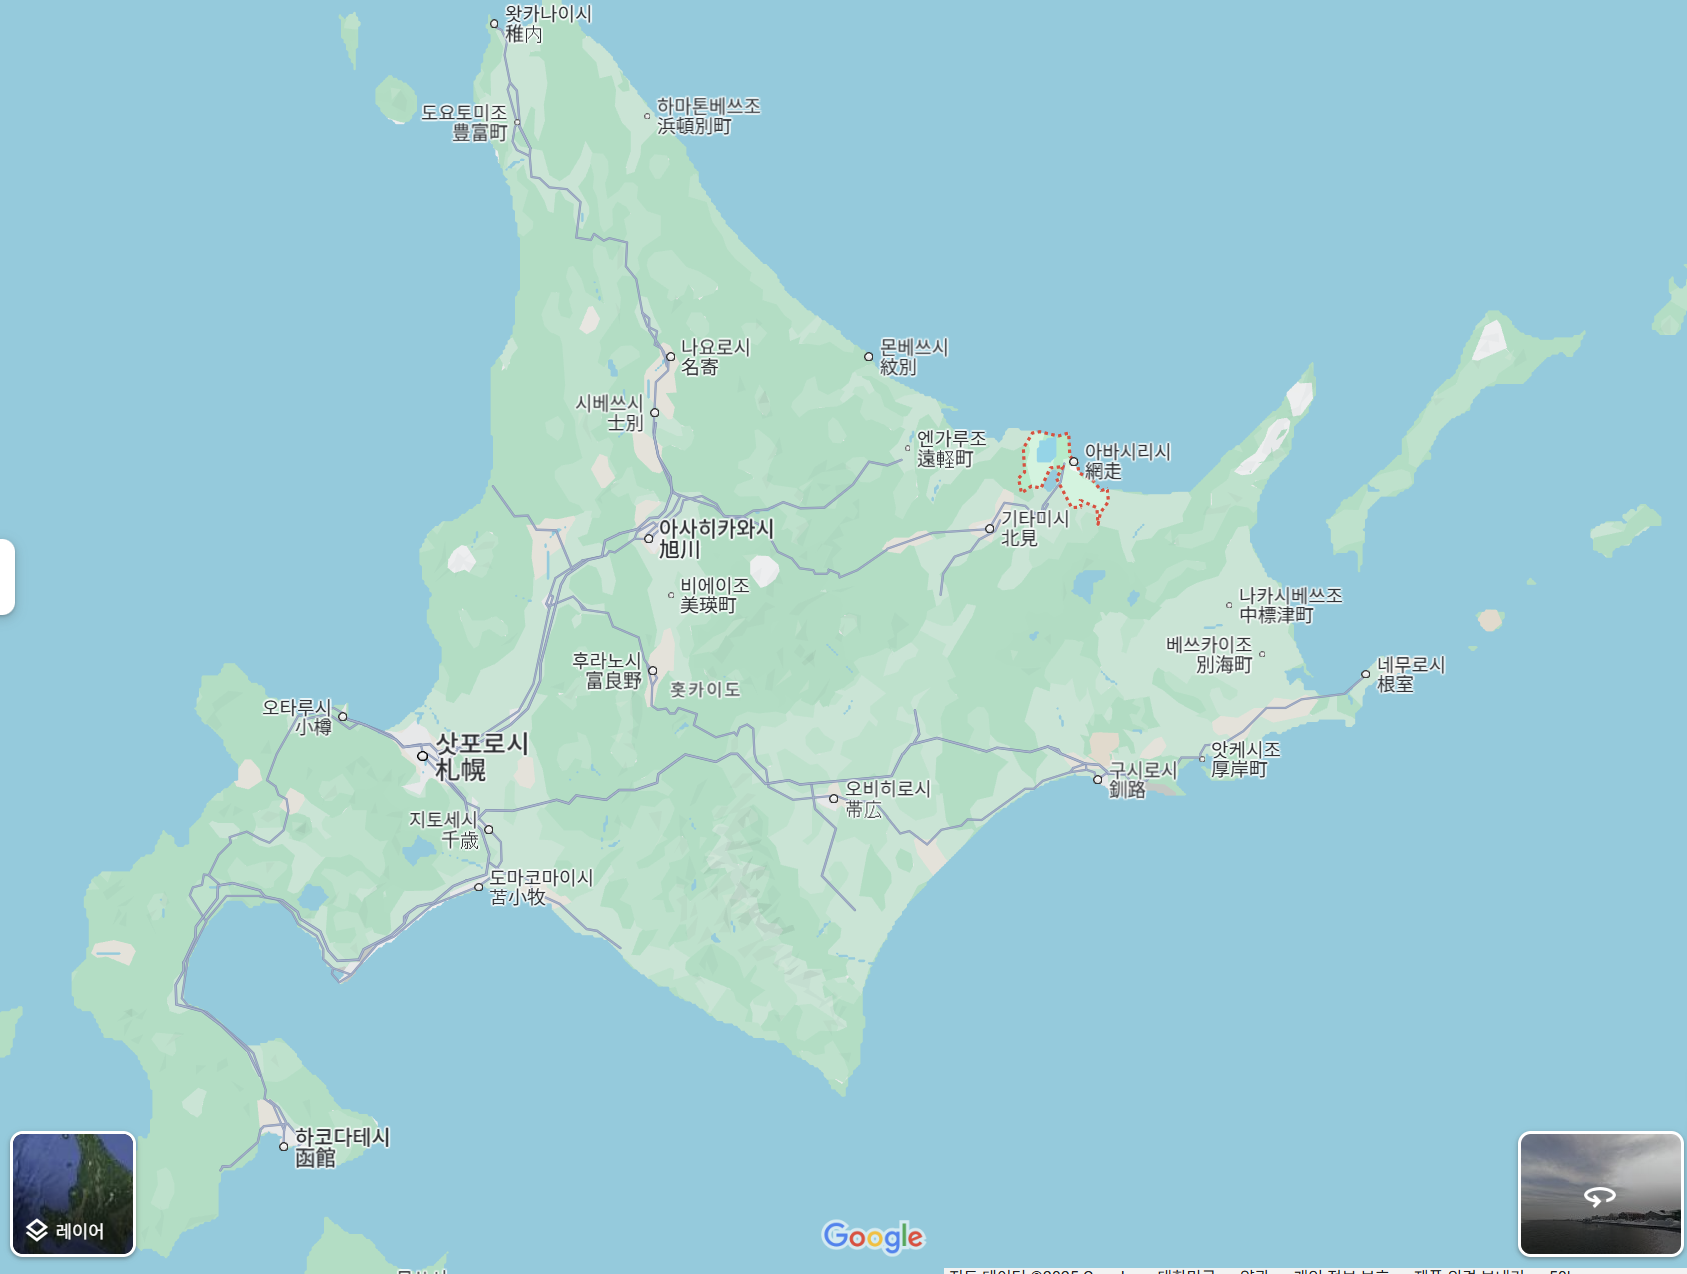 왓카나이시
稚内
도요토미조
豊富町
하마톤베쓰조
浜頓別町
나요로시
名寄
몬베쓰시
紋別
시베쓰시
士別
엔가루조
遠軽町
아바시리시
網走
기타미시
北見
아사히카와시
旭川
비에이조
美瑛町
나카시베쓰조
中標津町
베쓰카이조
別海町
네무로시
根室
후라노시
富良野
홋카이도
오타루시
小樽
삿포로시
札幌
앗케시조
厚岸町
구시로시
釧路
오비히로시
帯広
지토세시
千歳
도마코마이시
苫小牧
하코다테시
函館
레이어
Google